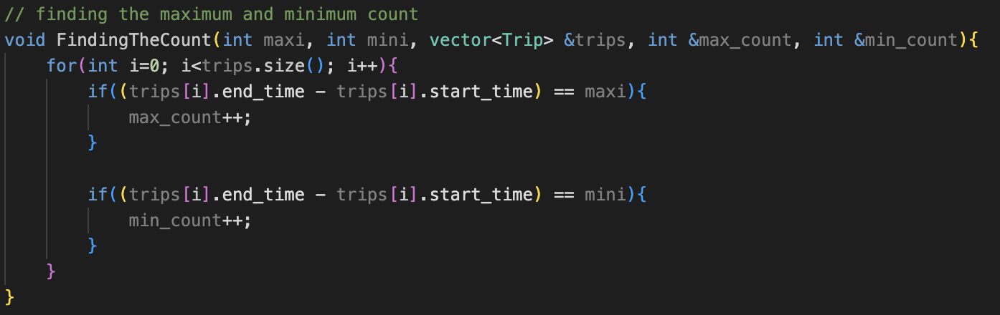 // finding the maximum and minimum count
void FindingTheCount(int maxi, int mini, vector<Trip> &trips, int &max_count, int &min_count){
    for(int i=0; i<trips.size(); i++){
        if((trips[i].end_time - trips[i].start_time) == maxi){
            max_count++;
        }

        if((trips[i].end_time - trips[i].start_time) == mini){
            min_count++;
        }
    }
}